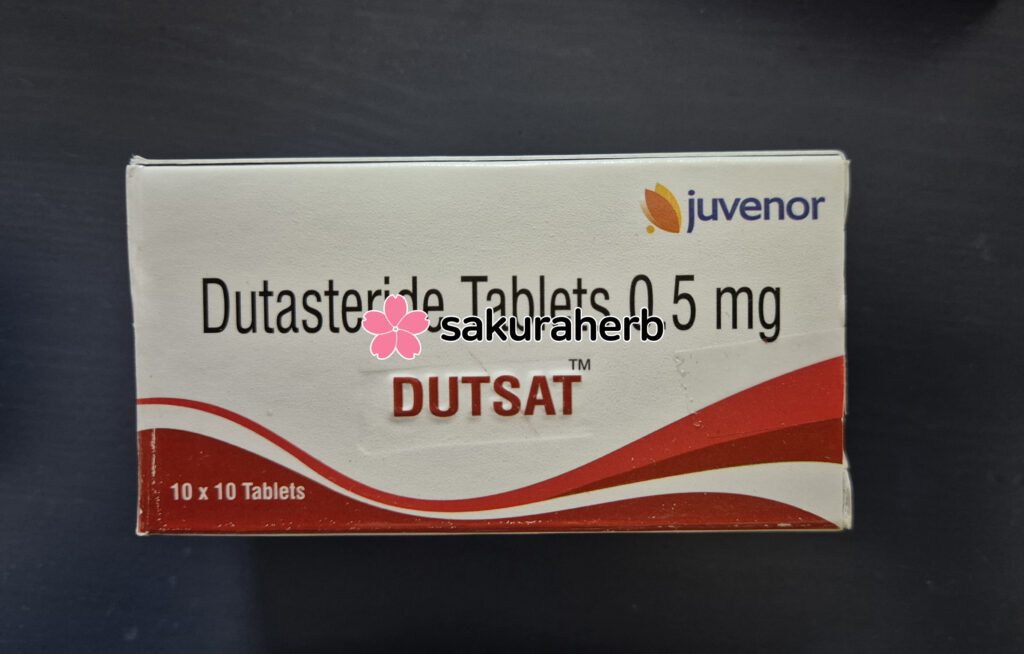 juvenor
Dutasteride Tablets 0.5 mg
sakuraherb
DUTSAT™
10 x 10 Tablets